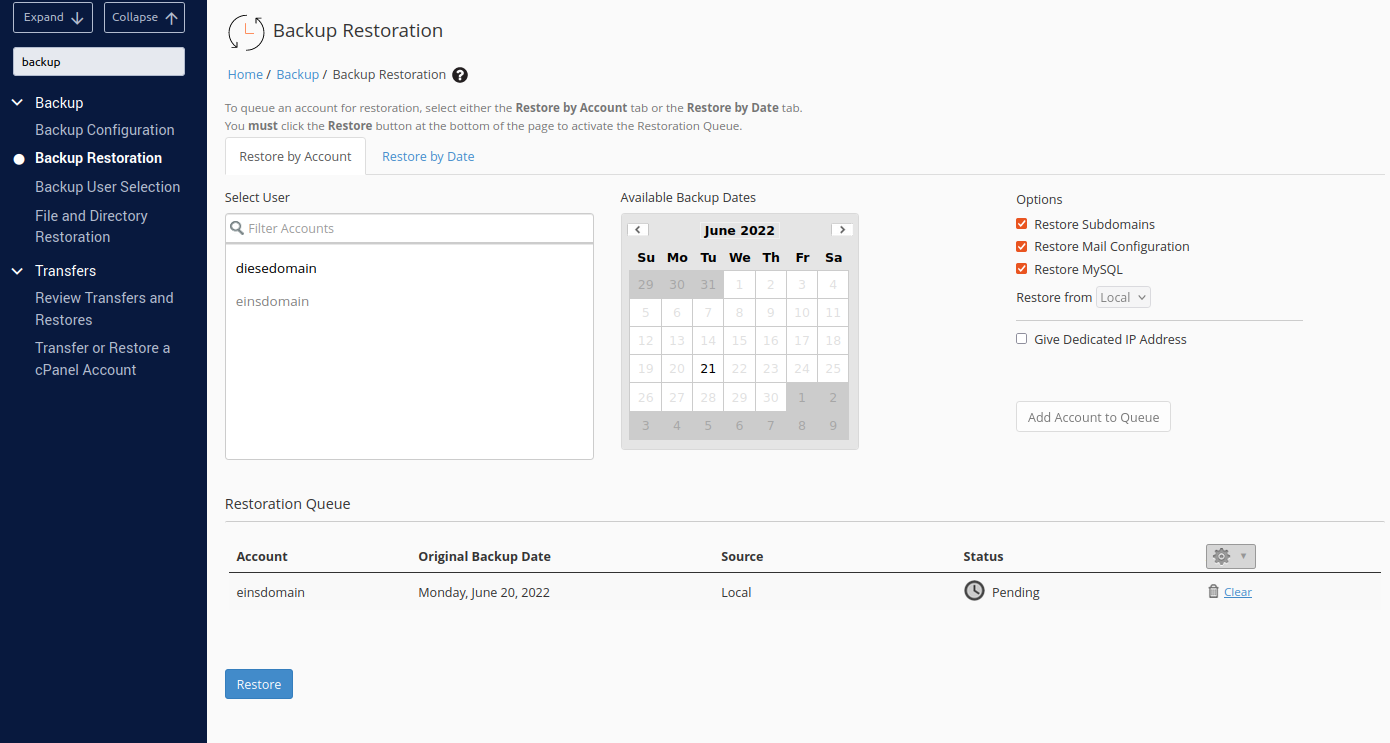 Expand Collapse
backup
Backup
Backup Configuration
Backup Restoration
Backup User Selection
File and Directory
Restoration
Transfers
Review Transfers and
Restores
Transfer or Restore a
cPanel Account
Backup Restoration
Home / Backup / Backup Restoration ?
To queue an account for restoration, select either the Restore by Account tab or the Restore by Date tab.
You must click the Restore button at the bottom of the page to activate the Restoration Queue.
Restore by Account Restore by Date
Select User
Filter Accounts
diesedomain
einsdomain
Available Backup Dates
June 2022
Su Mo Tu We Th Fr Sa
29 30 31 1 2 3 4
5 6 7 8 9 10 11
12 13 14 15 16 17 18
19 20 21 22 23 24 25
26 27 28 29 30 1 2
3 4 5 6 7 8 9
Options
Restore Subdomains
Restore Mail Configuration
Restore MySQL
Restore from Local
Give Dedicated IP Address
Add Account to Queue
Restoration Queue
Account Original Backup Date Source Status
einsdomain Monday, June 20, 2022 Local Pending Clear
Restore